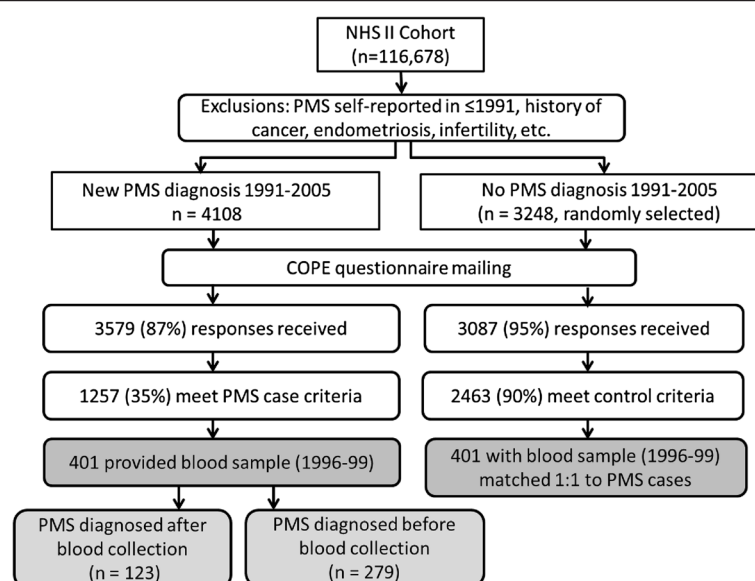 NHS II Cohort
(n=116,678)
Exclusions: PMS self-reported in ≤1991, history of
cancer, endometriosis, infertility, etc.
New PMS diagnosis 1991-2005
n = 4108
No PMS diagnosis 1991-2005
(n = 3248, randomly selected)
COPE questionnaire mailing
3579 (87%) responses received
3087 (95%) responses received
1257 (35%) meet PMS case criteria
2463 (90%) meet control criteria
401 provided blood sample (1996-99)
401 with blood sample (1996-99)
matched 1:1 to PMS cases
PMS diagnosed after
blood collection
(n = 123)
PMS diagnosed before
blood collection
(n = 279)